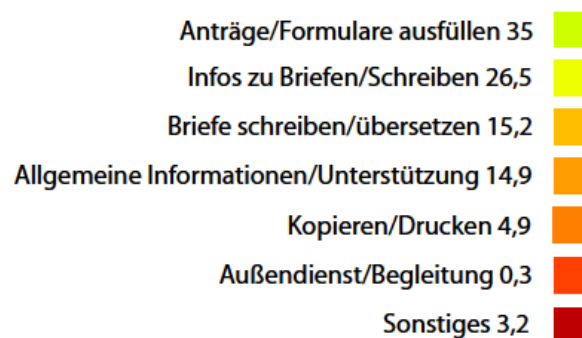 Anträge/Formulare ausfüllen 35
Infos zu Briefen/Schreiben 26,5
Briefe schreiben/übersetzen 15,2
Allgemeine Informationen/Unterstützung 14,9
Kopieren/Drucken 4,9
Außendienst/Begleitung 0,3
Sonstiges 3,2